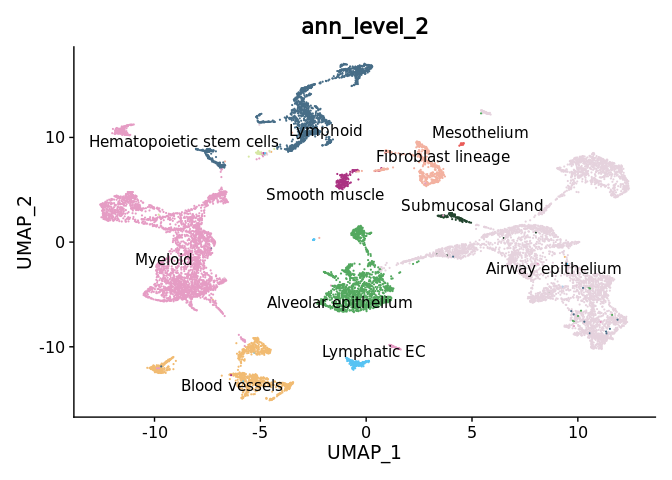 ann_level_2
UMAP_2
10
0
-10
Lymphoid
Mesothelium
Hematopoietic stem cells
Fibroblast lineage
Smooth muscle
Submucosal Gland
Myeloid
Airway epithelium
Alveolar epithelium
Lymphatic EC
Blood vessels
-10
-5
0
5
10
UMAP_1